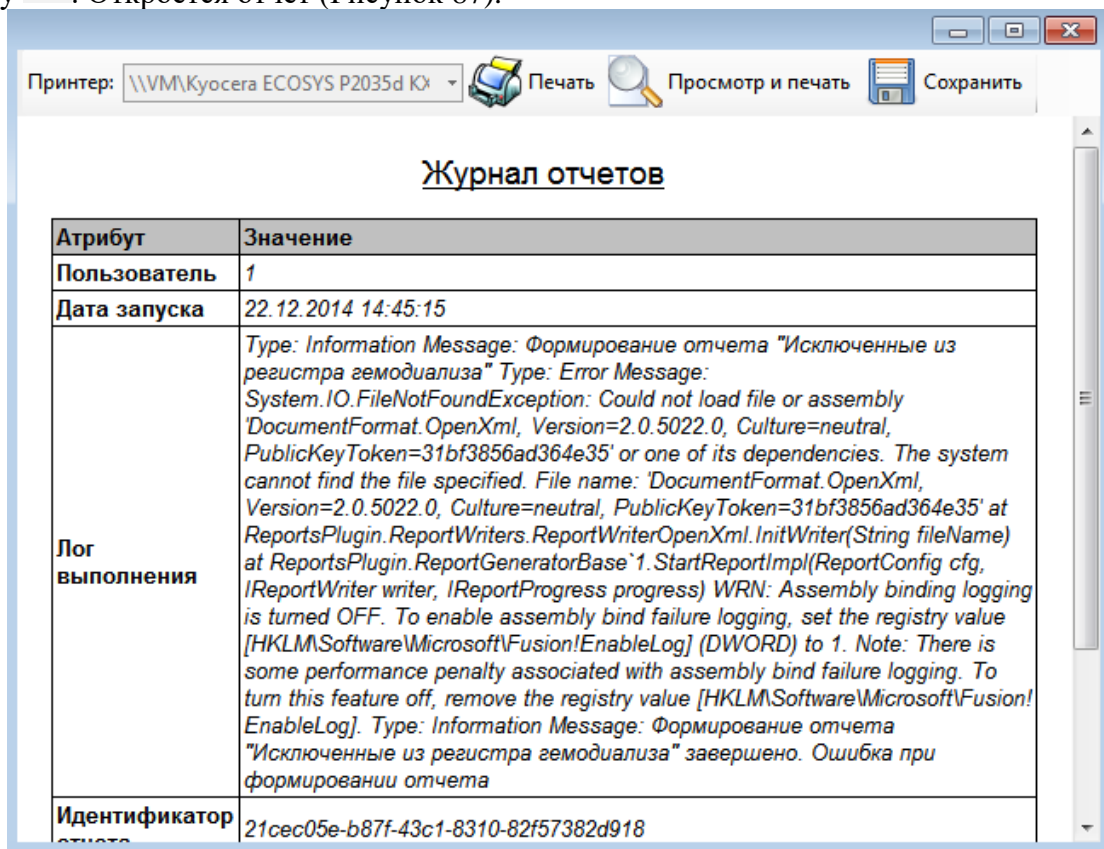 у . Откроется отчет (Рисунок 87).
Принтер: \\VM\Kyocera ECOSYS P2035d KX Печать Просмотр и печать Сохранить
Журнал отчетов
Атрибут Значение
Пользователь 1
Дата запуска 22.12.2014 14:45:15
Лог выполнения
Type: Information Message: Формирование отчета "Исключенные из
регистра гемодиализа" Type: Error Message:
System.IO.FileNotFoundException: Could not load file or assembly
'DocumentFormat.OpenXml, Version=2.0.5022.0, Culture=neutral,
PublicKeyToken=31bf3856ad364e35' or one of its dependencies. The system
cannot find the file specified. File name: 'DocumentFormat.OpenXml,
Version=2.0.5022.0, Culture=neutral, PublicKeyToken=31bf3856ad364e35' at
ReportsPlugin.ReportWriters.ReportWriterOpenXml.InitWriter(String fileName)
at ReportsPlugin.ReportGeneratorBase`1.StartReportImpl(ReportConfig cfg,
IReportWriter writer, IReportProgress progress) WRN: Assembly binding logging
is turned OFF. To enable assembly bind failure logging, set the registry value
[HKLM\Software\Microsoft\Fusion!EnableLog] (DWORD) to 1. Note: There is
some performance penalty associated with assembly bind failure logging. To
turn this feature off, remove the registry value [HKLM\Software\Microsoft\Fusion!
EnableLog]. Type: Information Message: Формирование отчета
"Исключенные из регистра гемодиализа" завершено. Ошибка при
формировании отчета
Идентификатор
отчета
21cec05e-b87f-43c1-8310-82f57382d918